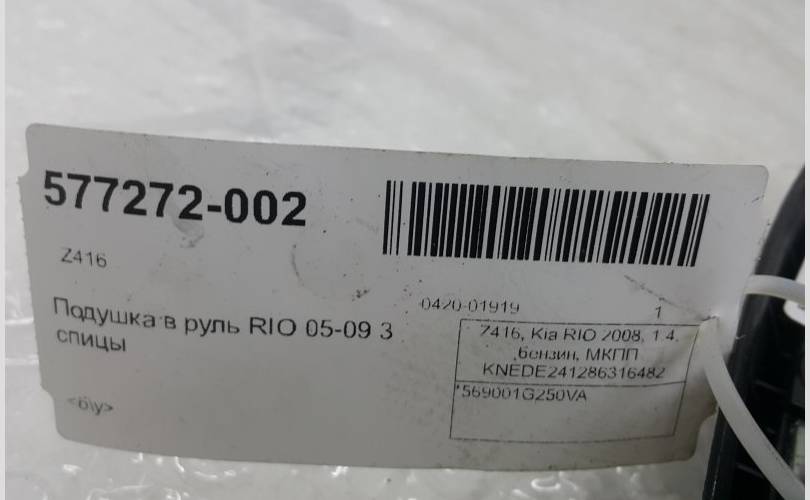 577272-002
Z416
Подушка в руль RIO 05-09 3
спицы
<б\у>
0420-01919 1
Z416, Kia RIO 2008, 1.4,
бензин, МКПП
KNEDE241286316482
*569001G250VA